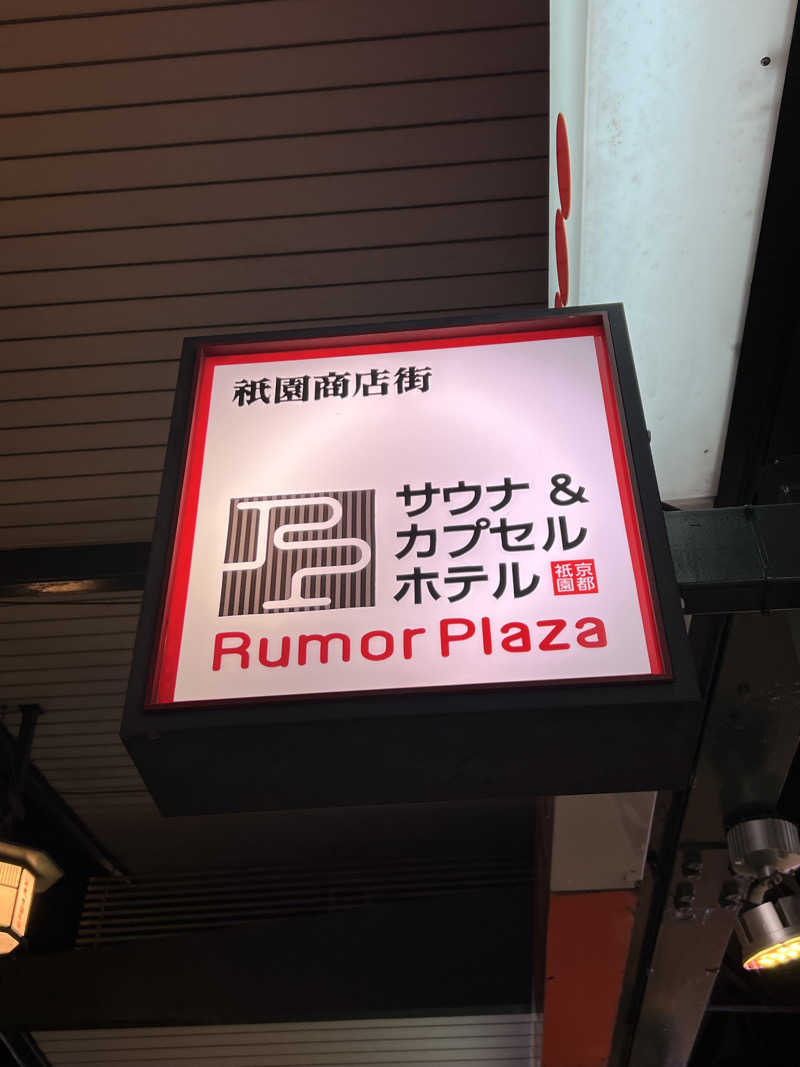 祇園商店街
サウナ &
カプセル
ホテル
京都
祇園
Rumor Plaza